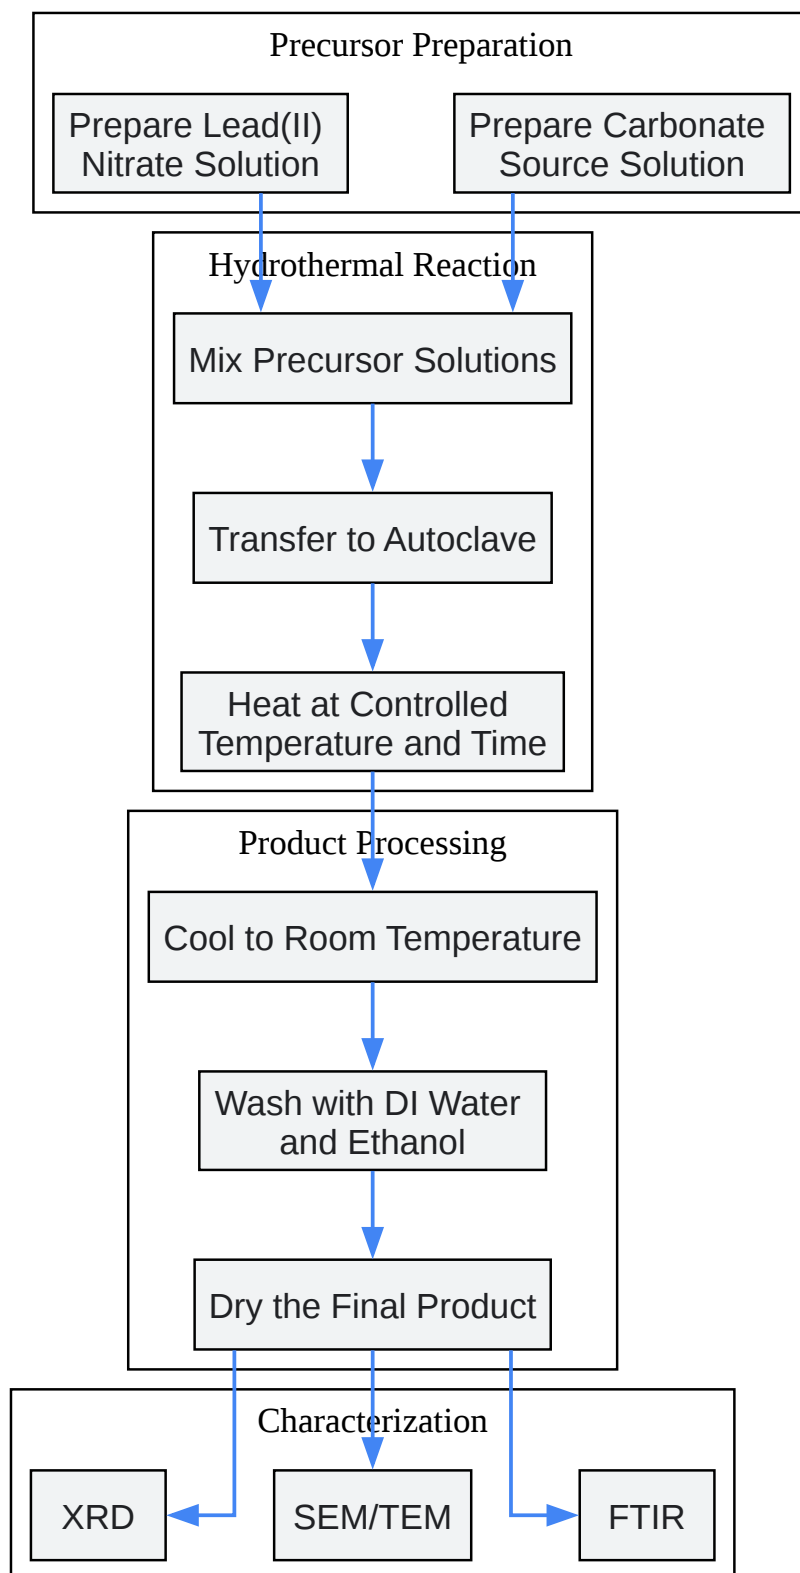 Precursor Preparation
Prepare Lead(II)
Nitrate Solution
Prepare Carbonate
Source Solution
Hydrothermal Reaction
Mix Precursor Solutions
Transfer to Autoclave
Heat at Controlled
Temperature and Time
Product Processing
Cool to Room Temperature
Wash with DI Water
and Ethanol
Dry the Final Product
Characterization
XRD
SEM/TEM
FTIR